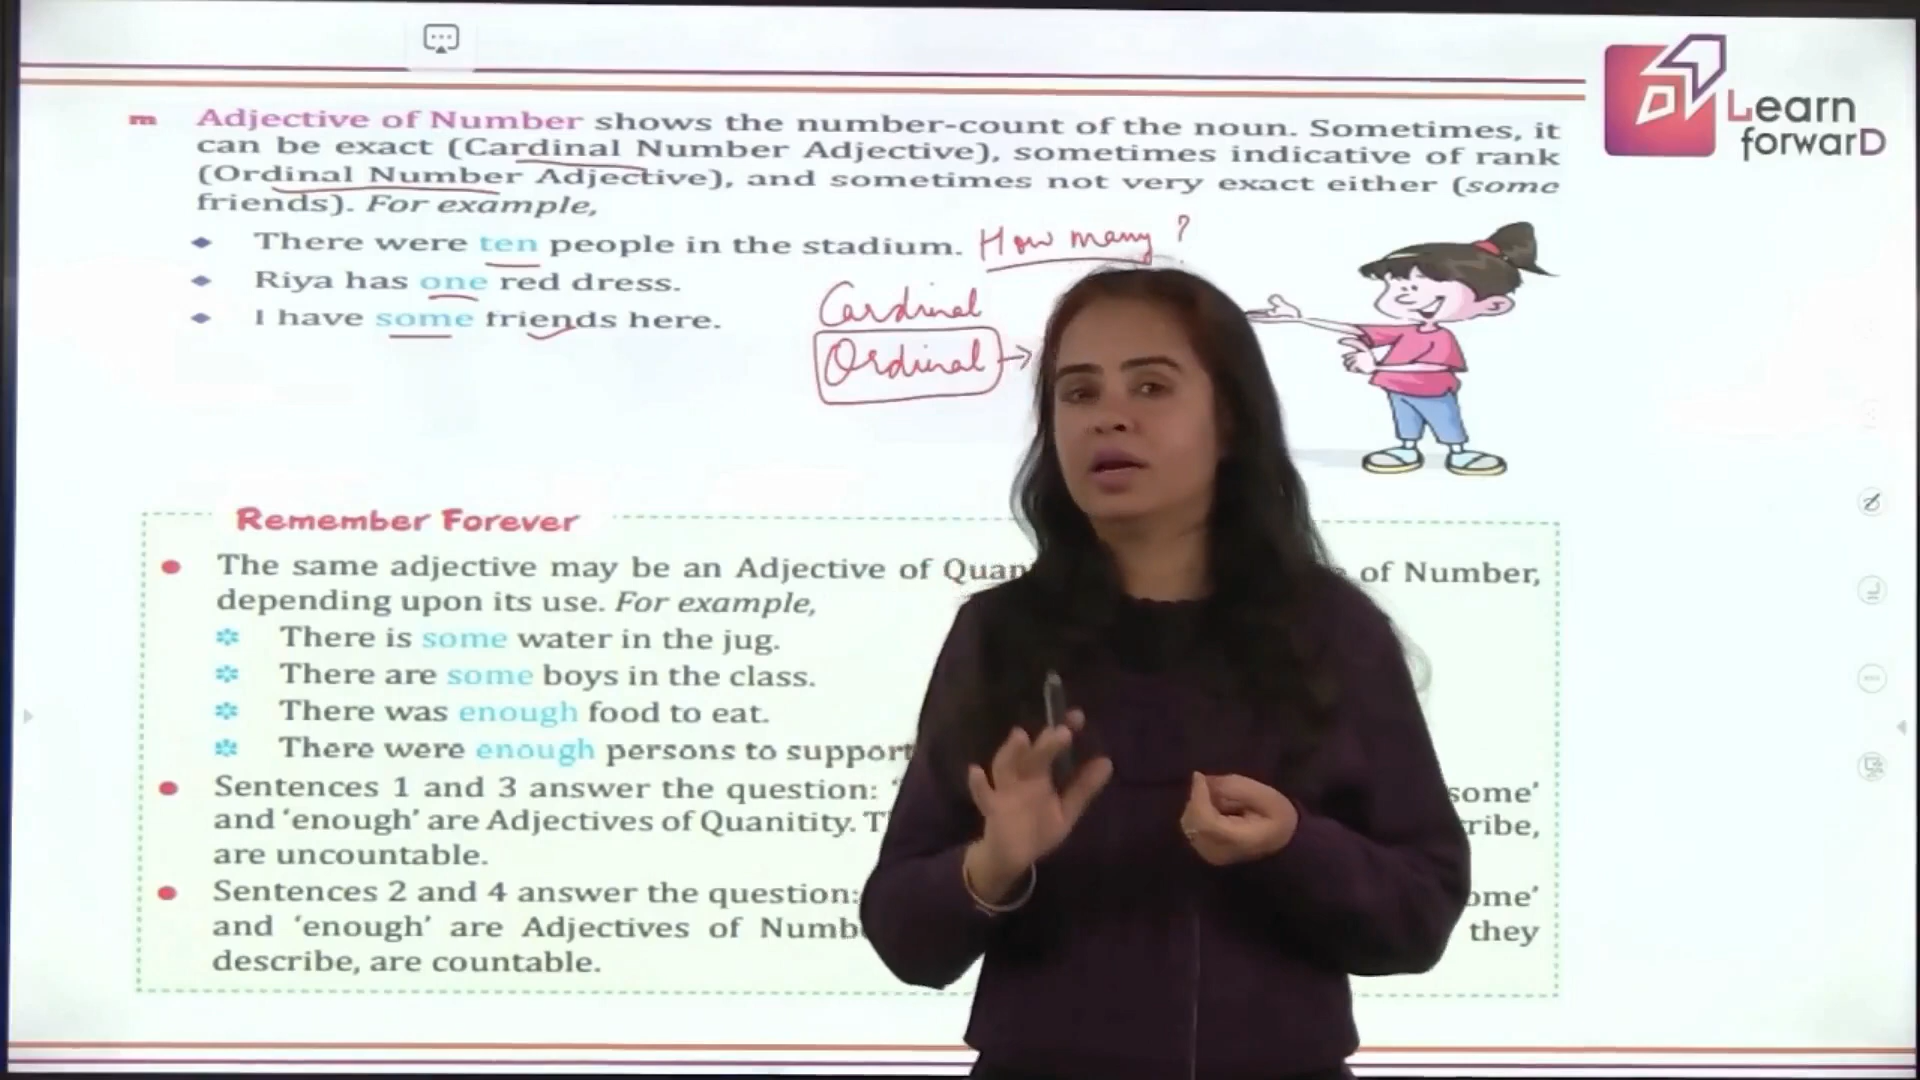 Learn
forwarD
m Adjective of Number shows the number-count of the noun. Sometimes, it
can be exact (Cardinal Number Adjective), sometimes indicative of rank
(Ordinal Number Adjective), and sometimes not very exact either (some
friends). For example,
There were ten people in the stadium. How many ?
Riya has one red dress.
Cardinal
I have some friends here.
Ordinal →
Remember Forever
The same adjective may be an Adjective of of Number,
depending upon its use. For example,
There is some water in the jug.
There are some boys in the class.
There was enough food to eat.
There were enough persons to support
Sentences 1 and 3 answer the question: some’
and ‘enough’ are Adjectives of Quanitity.
are uncountable.
Sentences 2 and 4 answer the question:
and ‘enough’ are Adjectives of they
describe, are countable.